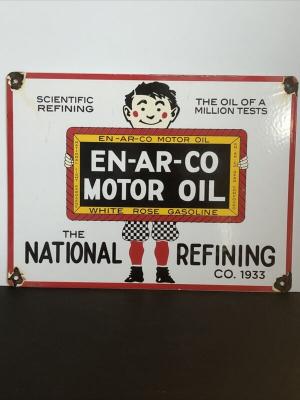 SCIENTIFIC
REFINING
THE OIL OF A
MILLION TESTS
EN-AR-CO MOTOR OIL
EN-AR-CO
MOTOR OIL
WHITE ROSE GASOLINE
THE
NATIONAL REFINING
CO. 1933